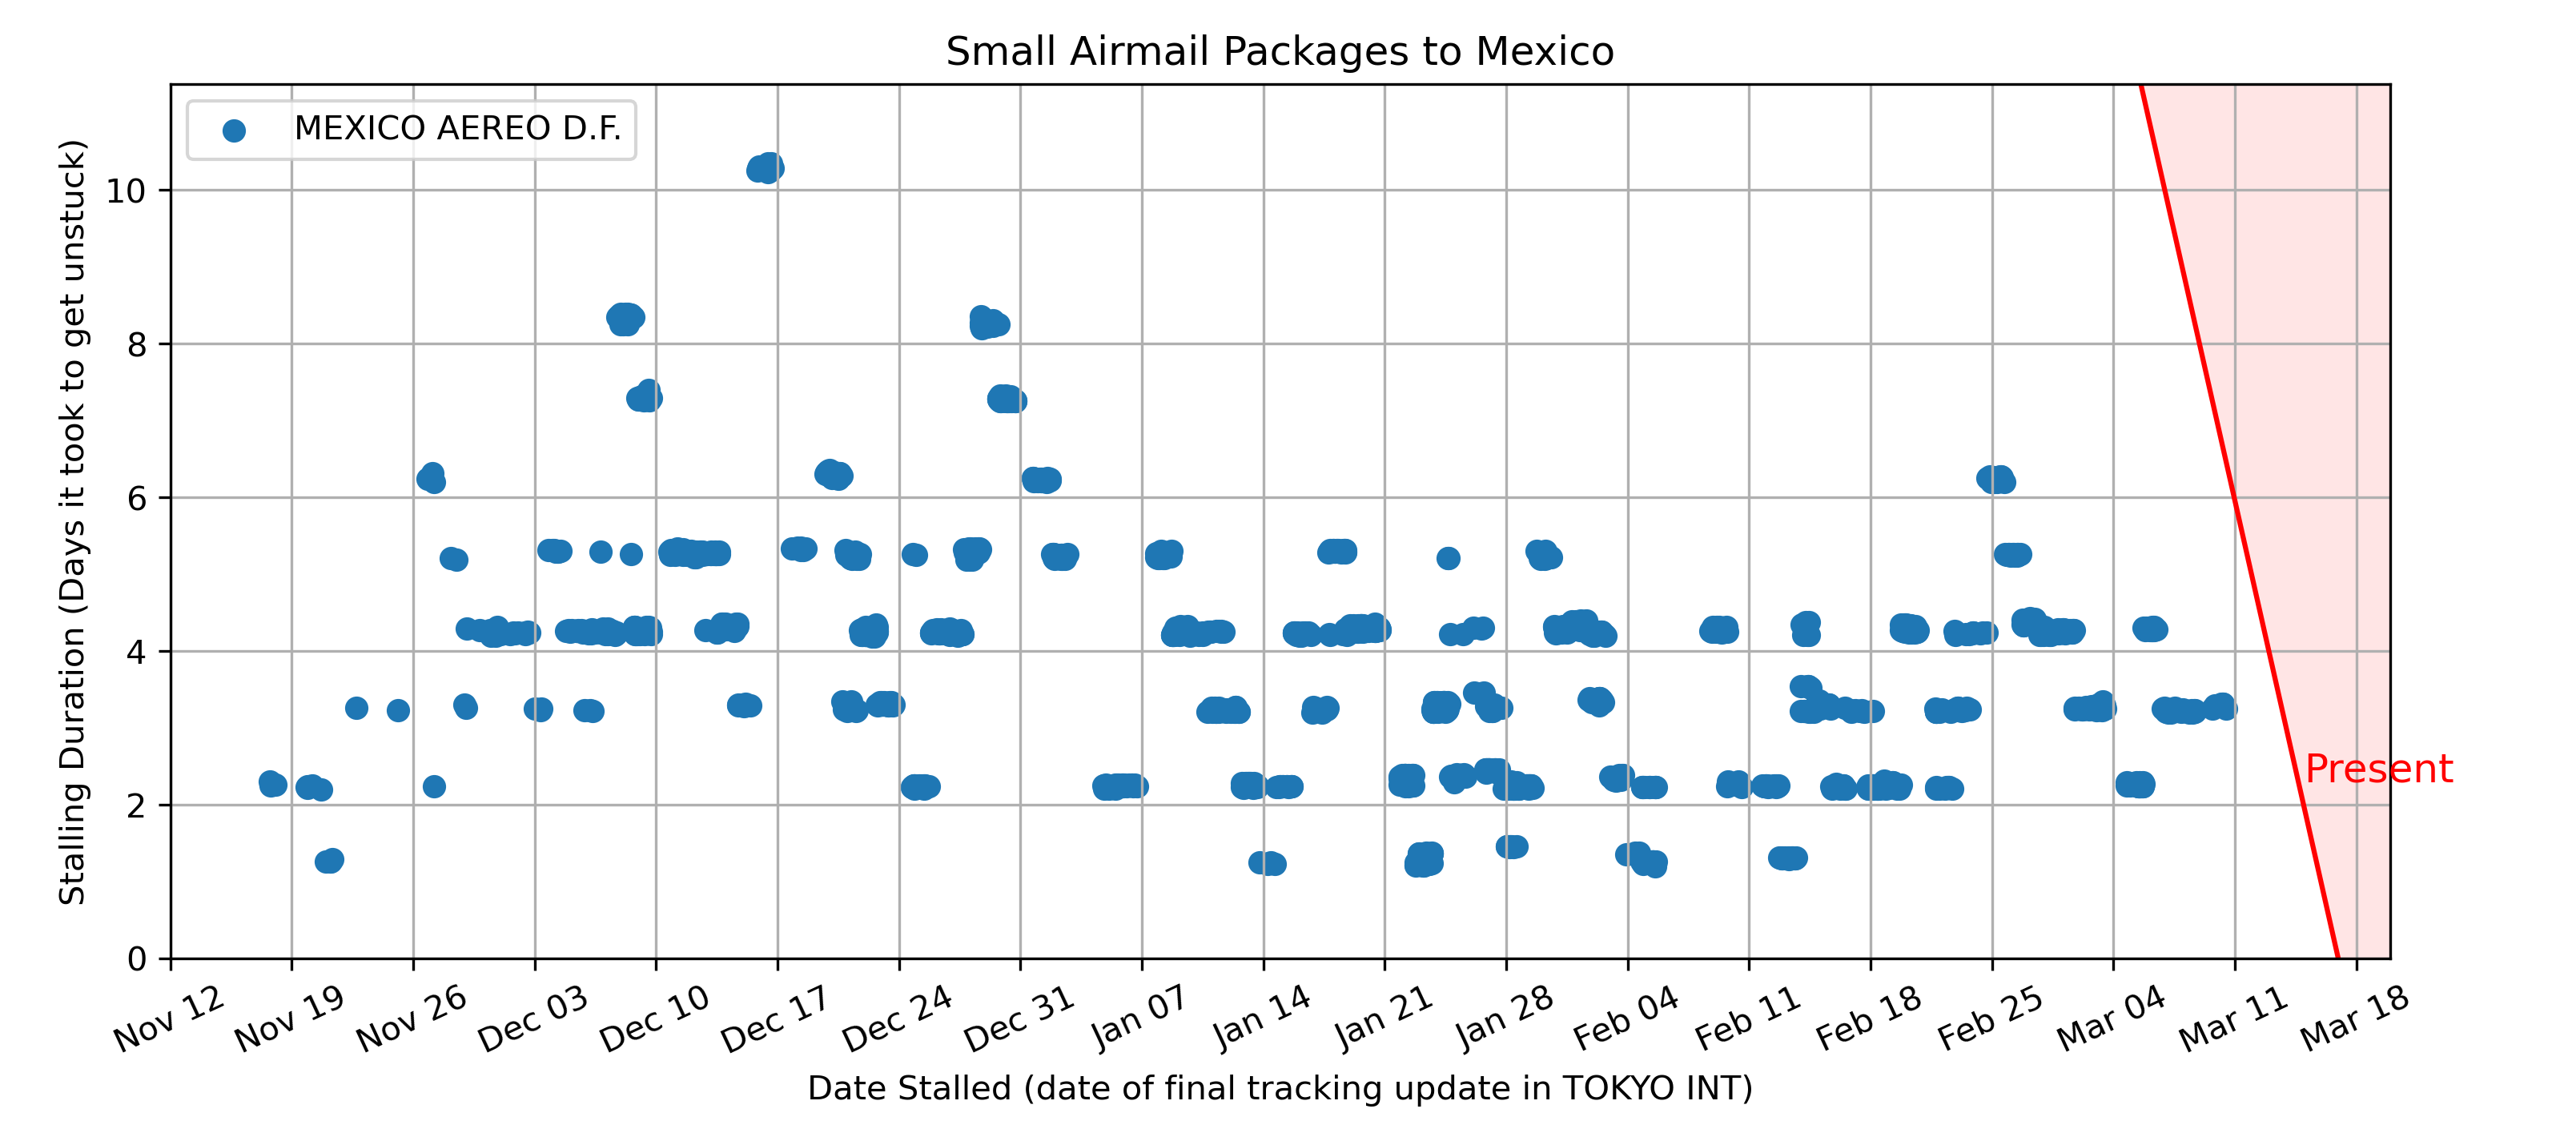 Small Airmail Packages to Mexico
MEXICO AEREO D.F.
Stalling Duration (Days it took to get unstuck)
10
8
6
4
2
0
Present
Nov 12
Nov 19
Nov 26
Dec 03
Dec 10
Dec 17
Dec 24
Dec 31
Jan 07
Jan 14
Jan 21
Jan 28
Feb 04
Feb 11
Feb 18
Feb 25
Mar 04
Mar 11
Mar 18
Date Stalled (date of final tracking update in TOKYO INT)